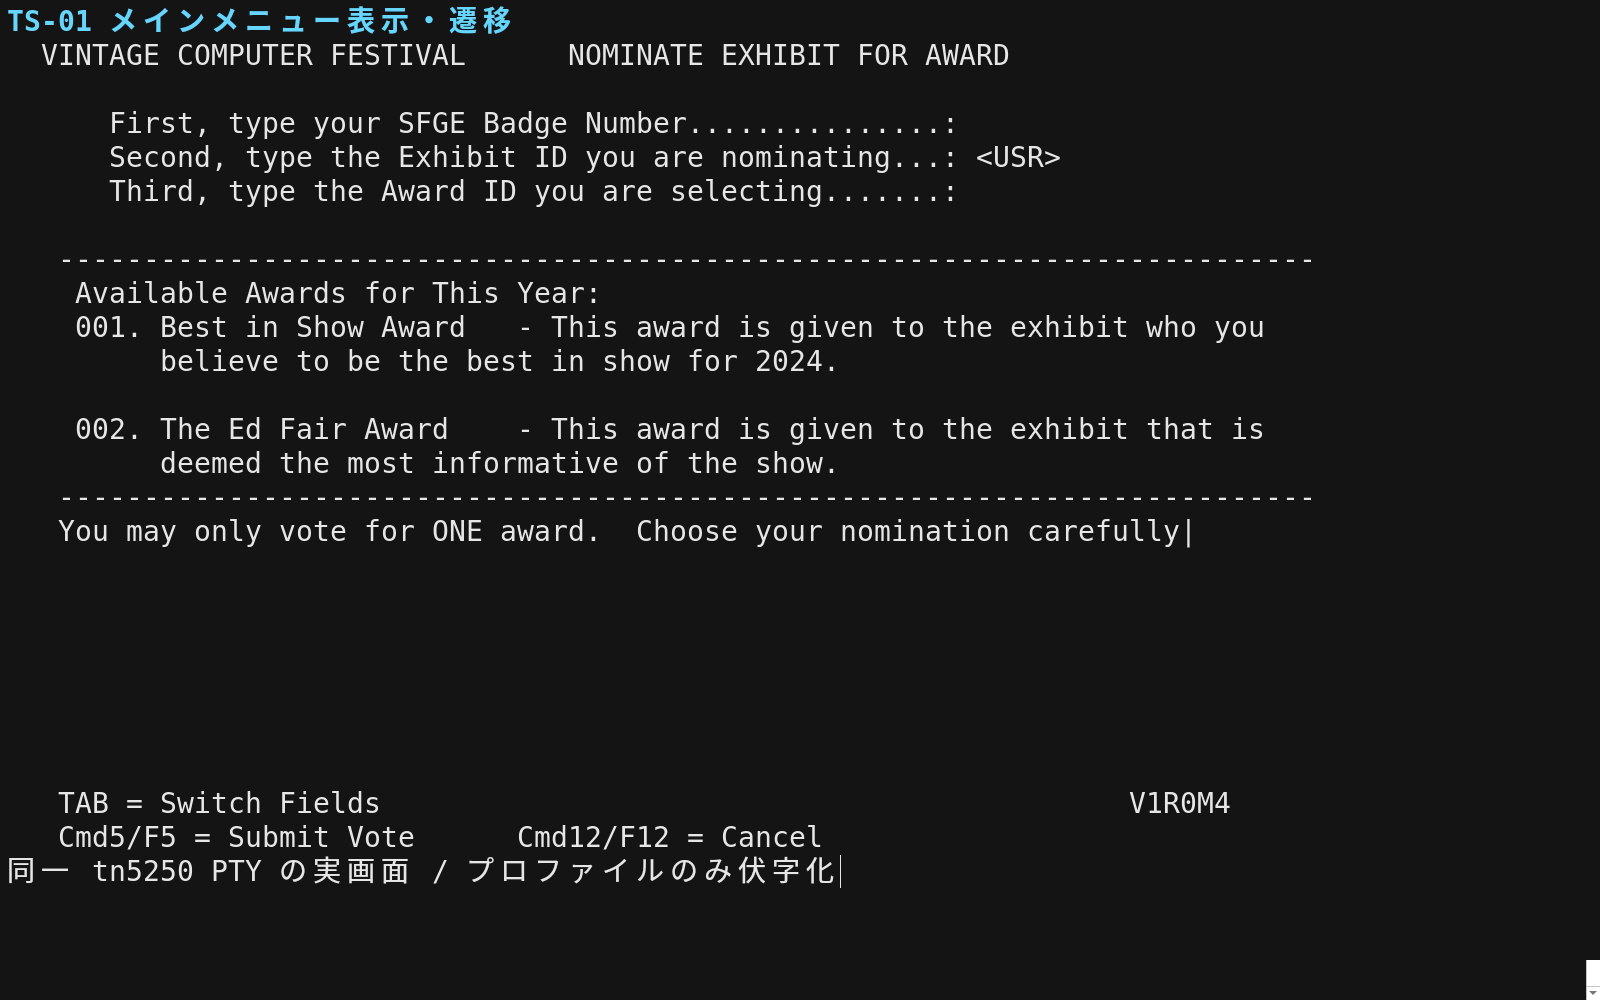 TS-01 メインメニュー表示・遷移
VINTAGE COMPUTER FESTIVAL      NOMINATE EXHIBIT FOR AWARD
First, type your SFGE Badge Number...............:
Second, type the Exhibit ID you are nominating...: <USR>
Third, type the Award ID you are selecting.......:
--------------------------------------------------------------------------
Available Awards for This Year:
001. Best in Show Award   - This award is given to the exhibit who you
believe to be the best in show for 2024.
002. The Ed Fair Award    - This award is given to the exhibit that is
deemed the most informative of the show.
--------------------------------------------------------------------------
You may only vote for ONE award.  Choose your nomination carefully|
TAB = Switch Fields                                            V1R0M4
Cmd5/F5 = Submit Vote      Cmd12/F12 = Cancel
同一 tn5250 PTY の実画面 / プロファイルのみ伏字化